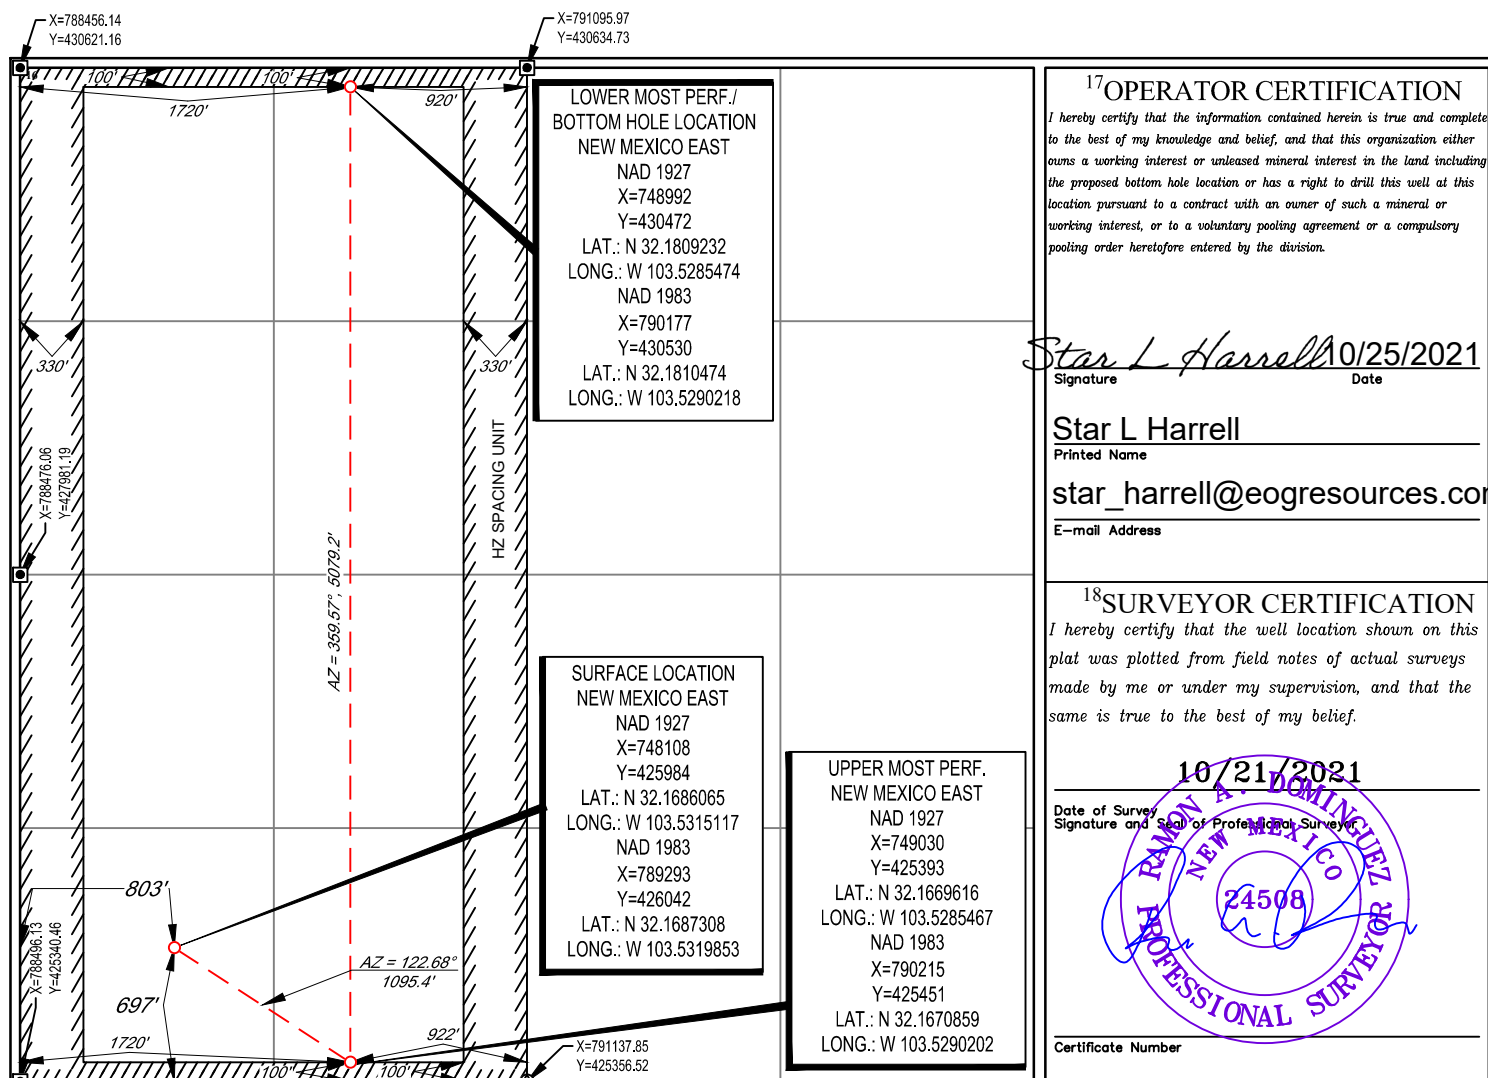 X=788456.14
Y=430621.16
X=791095.97
Y=430634.73
100'
100'
1720'
920'
LOWER MOST PERF./
BOTTOM HOLE LOCATION
NEW MEXICO EAST
NAD 1927
X=748992
Y=430472
LAT.: N 32.1809232
LONG.: W 103.5285474
NAD 1983
X=790177
Y=430530
LAT.: N 32.1810474
LONG.: W 103.5290218
330'
330'
HZ SPACING UNIT
X=788476.06
Y=427981.19
AZ = 359.57°, 5079.2'
SURFACE LOCATION
NEW MEXICO EAST
NAD 1927
X=748108
Y=425984
LAT.: N 32.1686065
LONG.: W 103.5315117
NAD 1983
X=789293
Y=426042
LAT.: N 32.1687308
LONG.: W 103.5319853
UPPER MOST PERF.
NEW MEXICO EAST
NAD 1927
X=749030
Y=425393
LAT.: N 32.1669616
LONG.: W 103.5285467
NAD 1983
X=790215
Y=425451
LAT.: N 32.1670859
LONG.: W 103.5290202
803'
X=788496.13
Y=425340.46
697'
AZ = 122.68°
1095.4'
1720'
922'
100'
100'
X=791137.85
Y=425356.52
17 OPERATOR CERTIFICATION
I hereby certify that the information contained herein is true and complete
to the best of my knowledge and belief, and that this organization either
owns a working interest or unleased mineral interest in the land including
the proposed bottom hole location or has a right to drill this well at this
location pursuant to a contract with an owner of such a mineral or
working interest, or to a voluntary pooling agreement or a compulsory
pooling order heretofore entered by the division.
Star L Harrell 10/25/2021
Signature Date
Star L Harrell
Printed Name
star_harrell@eogresources.com
E-mail Address
18 SURVEYOR CERTIFICATION
I hereby certify that the well location shown on this
plat was plotted from field notes of actual surveys
made by me or under my supervision, and that the
same is true to the best of my belief.
10/21/2021
Date of Survey
Signature and Seal of Professional Surveyor
RAMON A. DOMINGUEZ
NEW MEXICO
24508
PROFESSIONAL SURVEYOR
Certificate Number